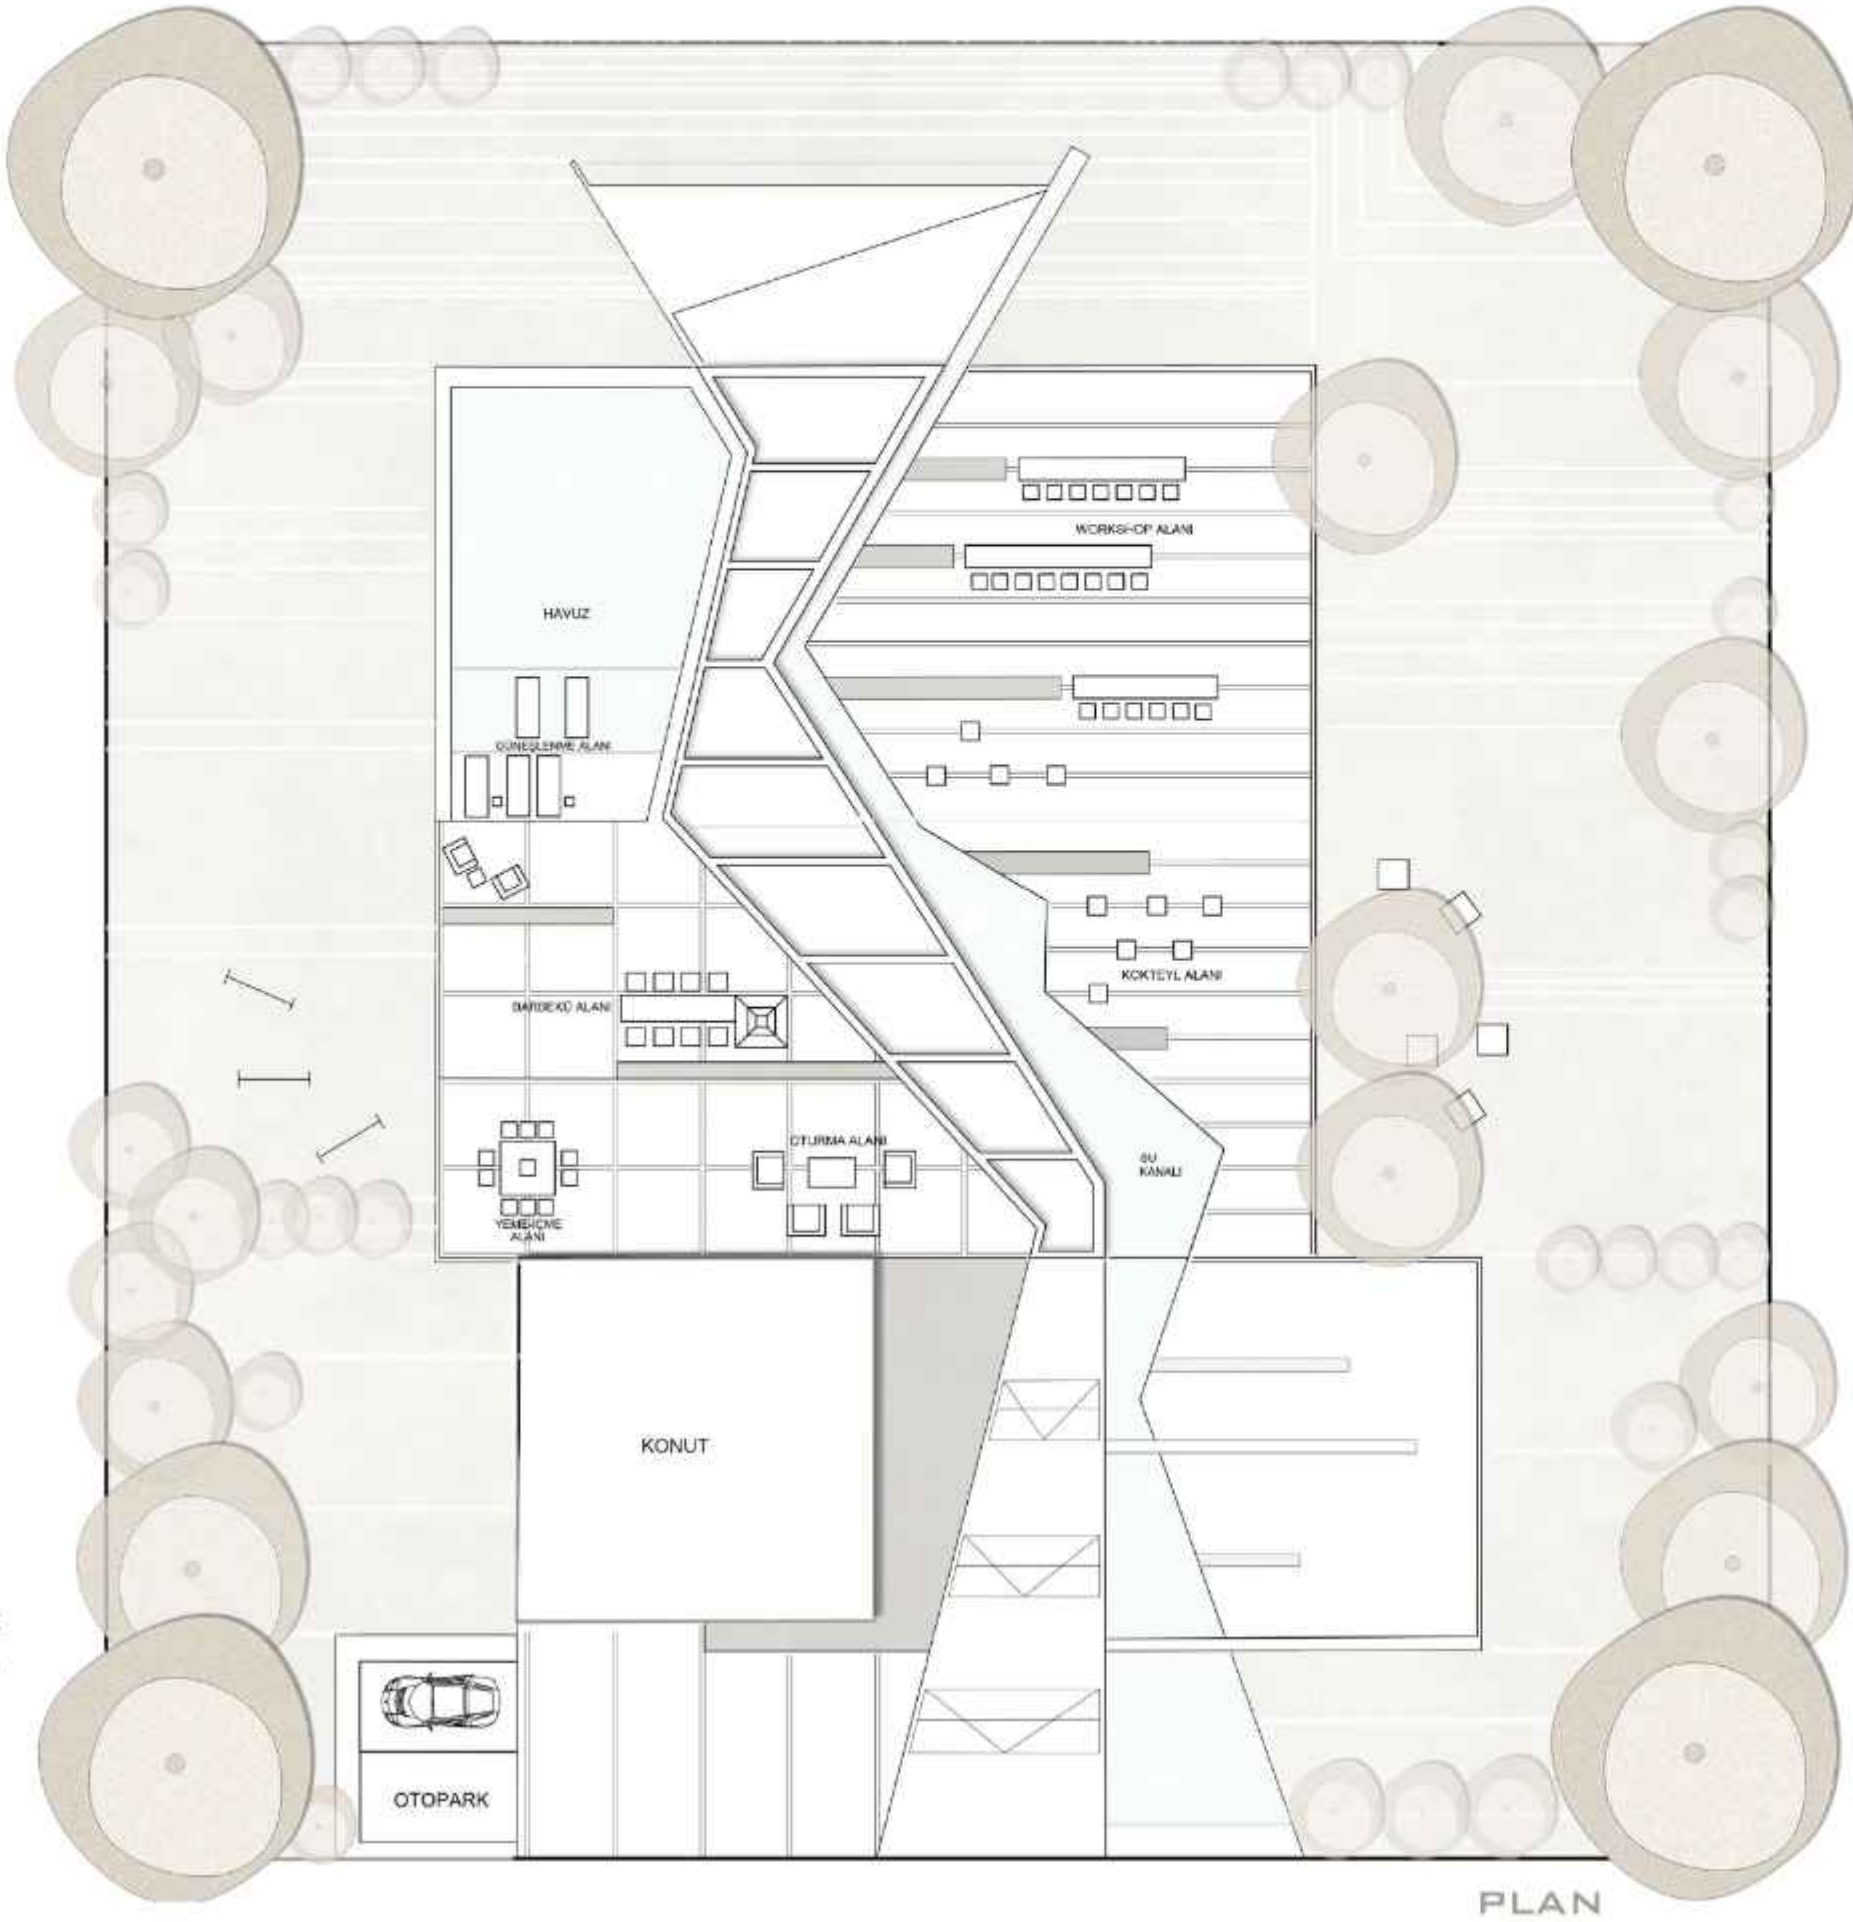 WORKSHOP ALANI
HAVUZ
GÜNEŞLENME ALANI
KOKTEYL ALANI
BARBEKÜ ALANI
OTURMA ALANI
SU
KANALI
YEME-İÇME
ALANI
KONUT
OTOPARK
PLAN